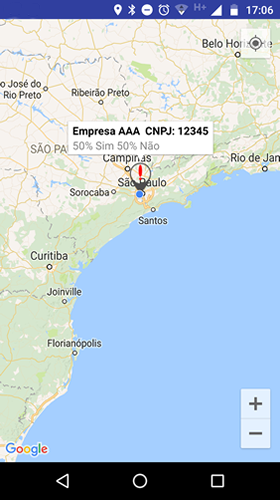 H+ 17:06
Belo Horizonte
São José do
Rio Preto
Ribeirão Preto
Empresa AAA CNPJ: 12345
50% Sim 50% Não
SÃO PAU
Campinas
Rio de Jan
São Paulo
Sorocaba
Santos
Curitiba
Joinville
Florianópolis
+
−
Google